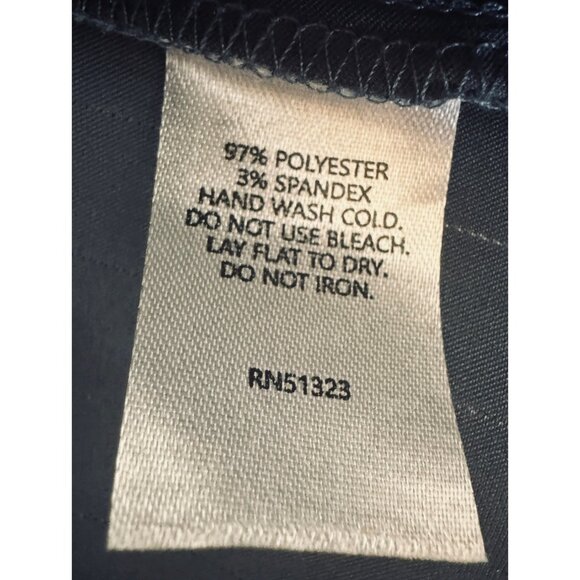 97% POLYESTER
3% SPANDEX
HAND WASH COLD.
DO NOT USE BLEACH.
LAY FLAT TO DRY.
DO NOT IRON.
RN51323